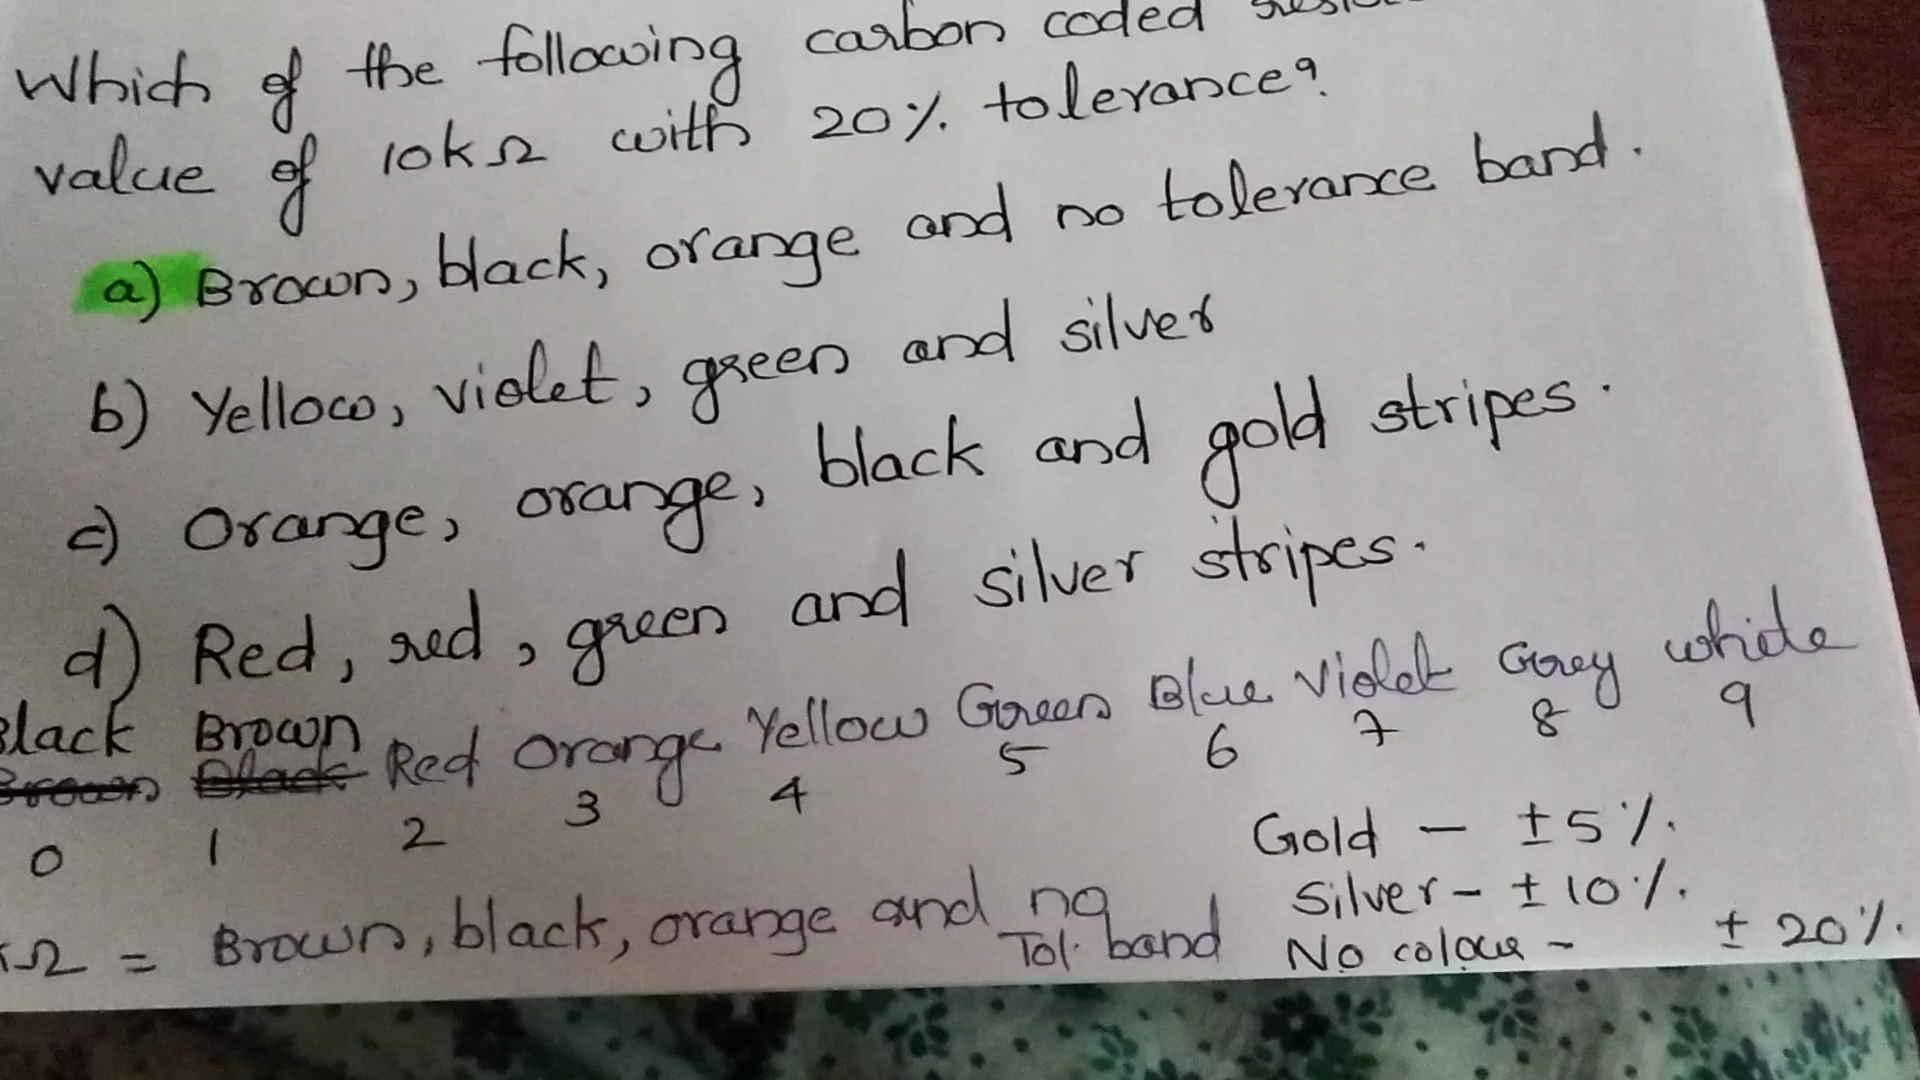 Which of the following carbon coded
value of 10kΩ with 20% tolerance?
a) Brown, black, orange and no tolerance band.
b) Yellow, violet, green and silver
c) Orange, orange, black and gold stripes.
d) Red, red, green and silver stripes.
Black Brown Red Orange Yellow Green Blue Violet Grey white
Brown Black
0 1 2 3 4 5 6 7 8 9
Gold - ±5%.
Silver - ±10%.
No colour - ±20%.
Ω = Brown, black, orange and no Tol. band